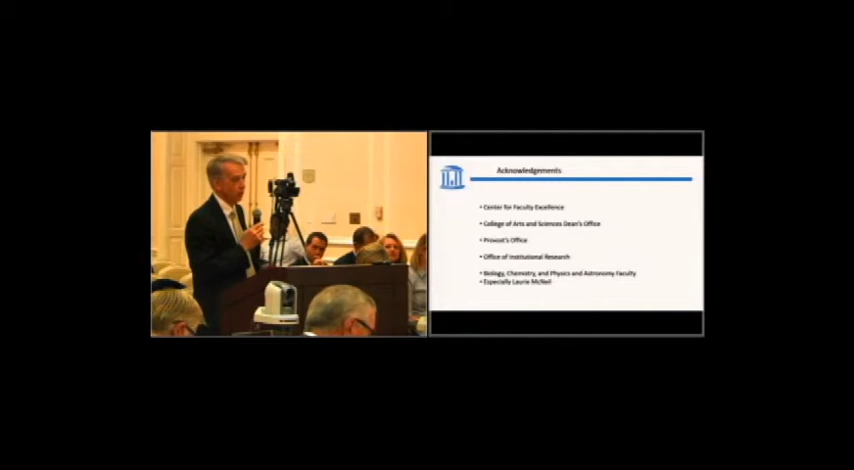 Acknowledgements
• Center for Faculty Excellence
• College of Arts and Sciences Dean's Office
• Provost's Office
• Office of Institutional Research
• Biology, Chemistry, and Physics and Astronomy Faculty
• Especially Laurie McNeil